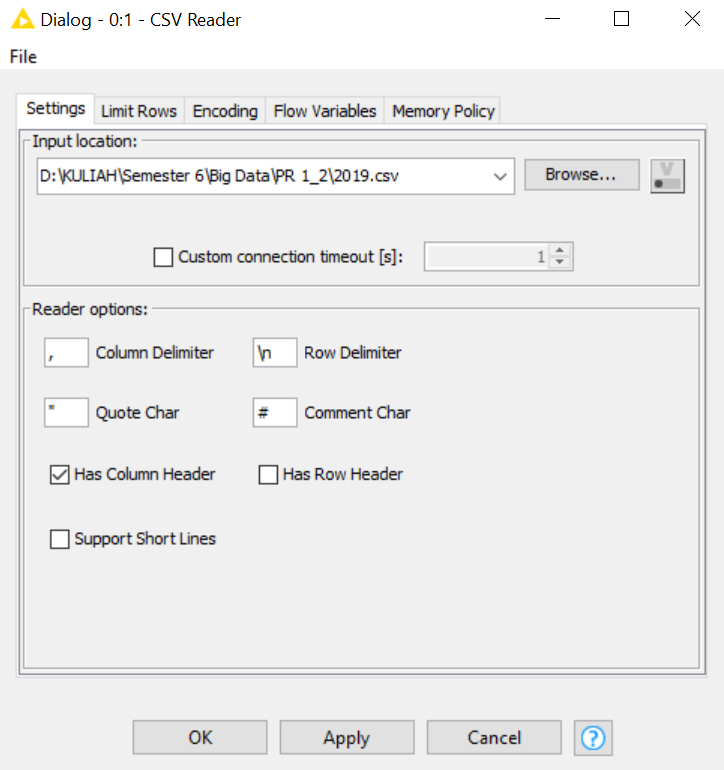 Dialog - 0:1 - CSV Reader
File
Settings Limit Rows Encoding Flow Variables Memory Policy
Input location:
D:\KULIAH\Semester 6\Big Data\PR 1_2\2019.csv Browse... V
Custom connection timeout [s]: 1
Reader options:
, Column Delimiter \n Row Delimiter
" Quote Char # Comment Char
Has Column Header Has Row Header
Support Short Lines
OK Apply Cancel ?